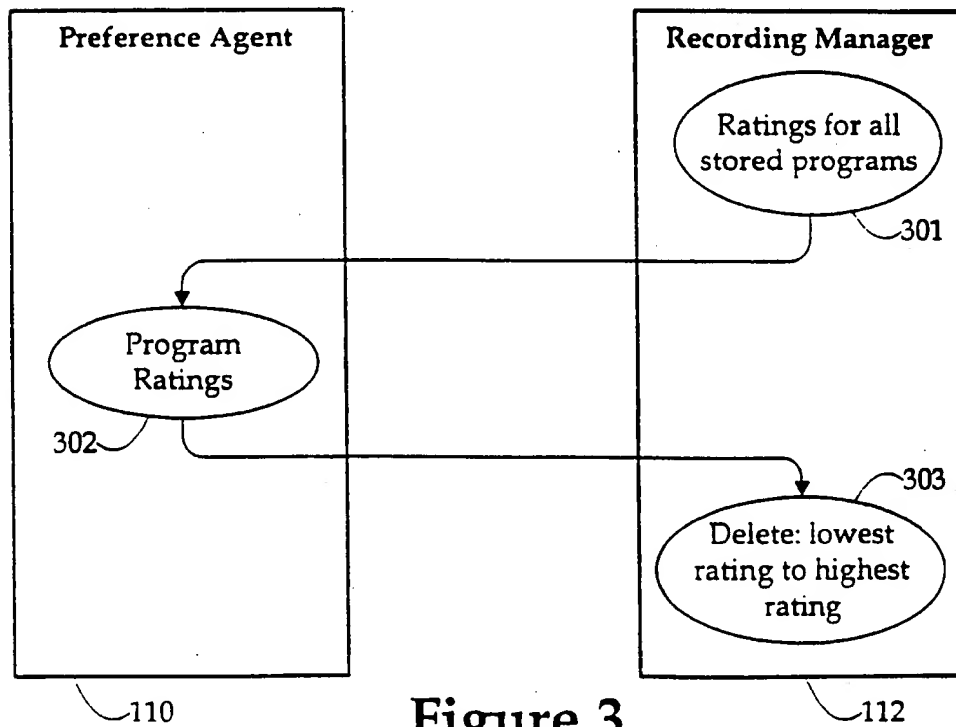 Preference Agent
Recording Manager
Ratings for all
stored programs
301
Program
Ratings
302
303
Delete: lowest
rating to highest
rating
110
112
Figure 3